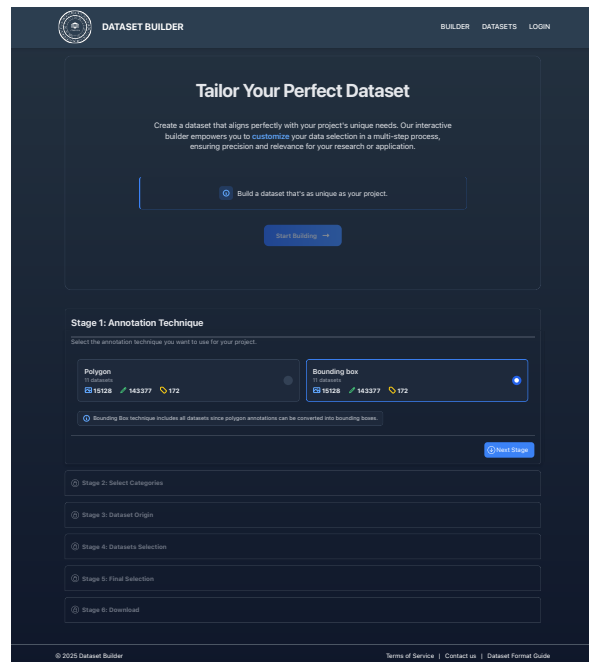 DATASET BUILDER
BUILDER DATASETS LOGIN
Tailor Your Perfect Dataset
Create a dataset that aligns perfectly with your project's unique needs. Our interactive
builder empowers you to customize your data selection in a multi-step process,
ensuring precision and relevance for your research or application.
Build a dataset that's as unique as your project.
Start Building →
Stage 1: Annotation Technique
Select the annotation technique you want to use for your project.
Polygon
11 datasets
15128 143377 172
Bounding box
11 datasets
15128 143377 172
Bounding Box technique includes all datasets since polygon annotations can be converted into bounding boxes.
Next Stage
Stage 2: Select Categories
Stage 3: Dataset Origin
Stage 4: Datasets Selection
Stage 5: Final Selection
Stage 6: Download
© 2025 Dataset Builder
Terms of Service | Contact us | Dataset Format Guide